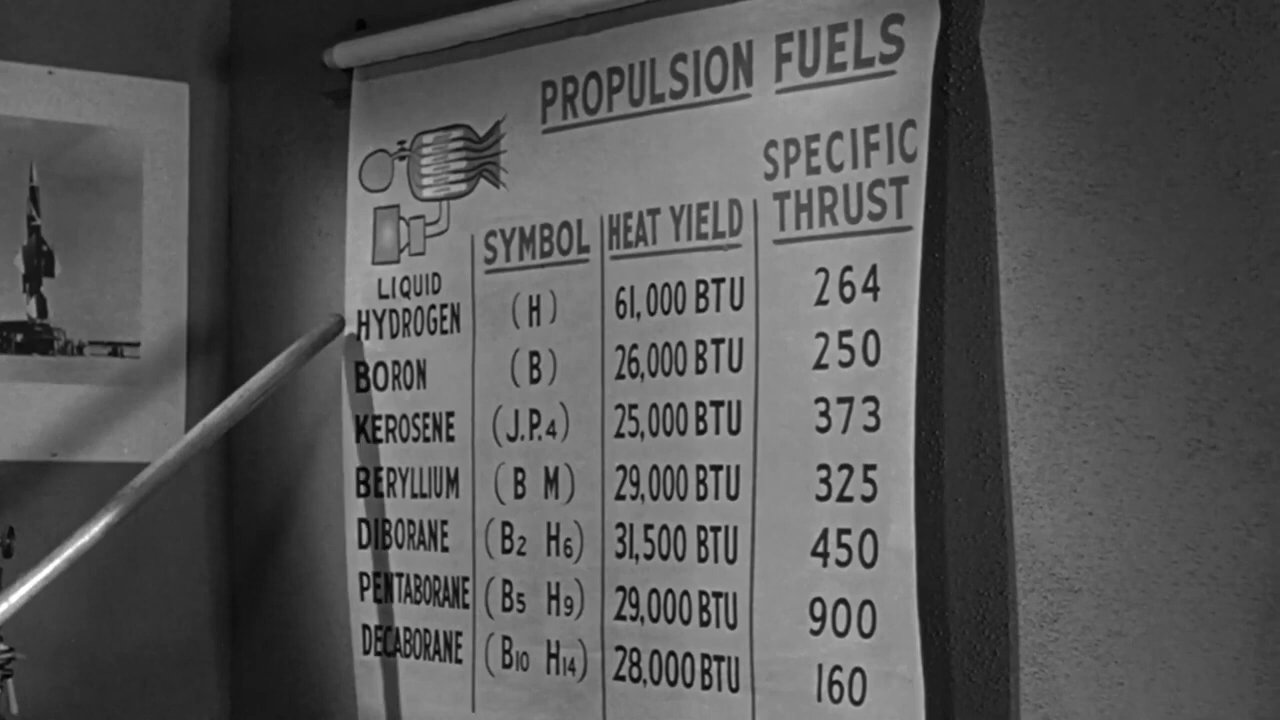 PROPULSION FUELS
SPECIFIC
THRUST
SYMBOL HEAT YIELD
LIQUID
HYDROGEN (H) 61,000 BTU 264
BORON (B) 26,000 BTU 250
KEROSENE (J.P.4) 25,000 BTU 373
BERYLLIUM (B M) 29,000 BTU 325
DIBORANE (B2 H6) 31,500 BTU 450
PENTABORANE (B5 H9) 29,000 BTU 900
DECABORANE (B10 H14) 28,000 BTU 160